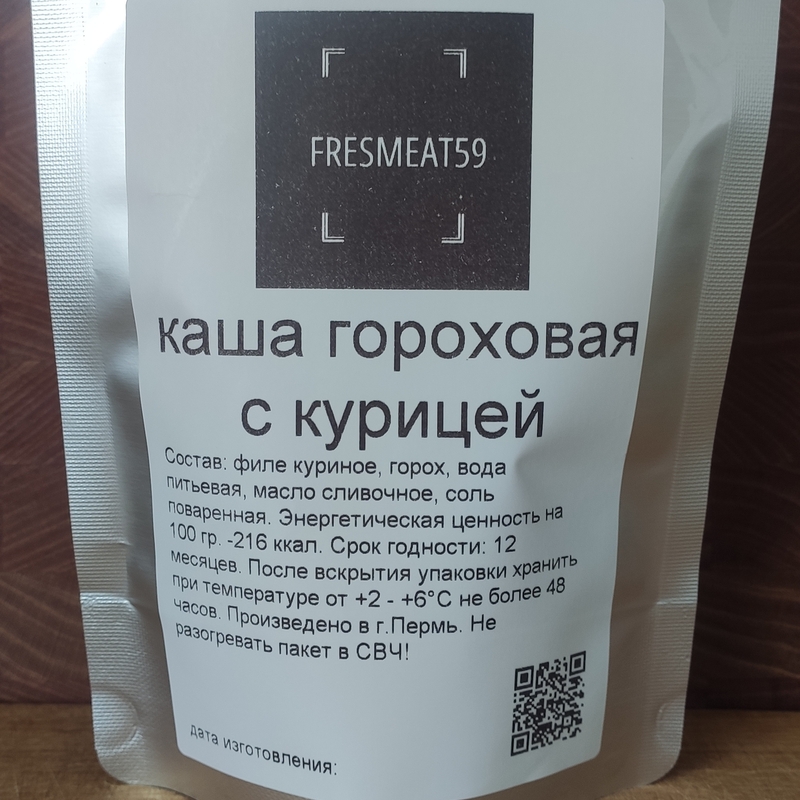 FRESMEAT59
каша гороховая
с курицей
Состав: филе куриное, горох, вода
питьевая, масло сливочное, соль
поваренная. Энергетическая ценность на
100 гр. -216 ккал. Срок годности: 12
месяцев. После вскрытия упаковки хранить
при температуре от +2 - +6°С не более 48
часов. Произведено в г.Пермь. Не
разогревать пакет в СВЧ!
дата изготовления: